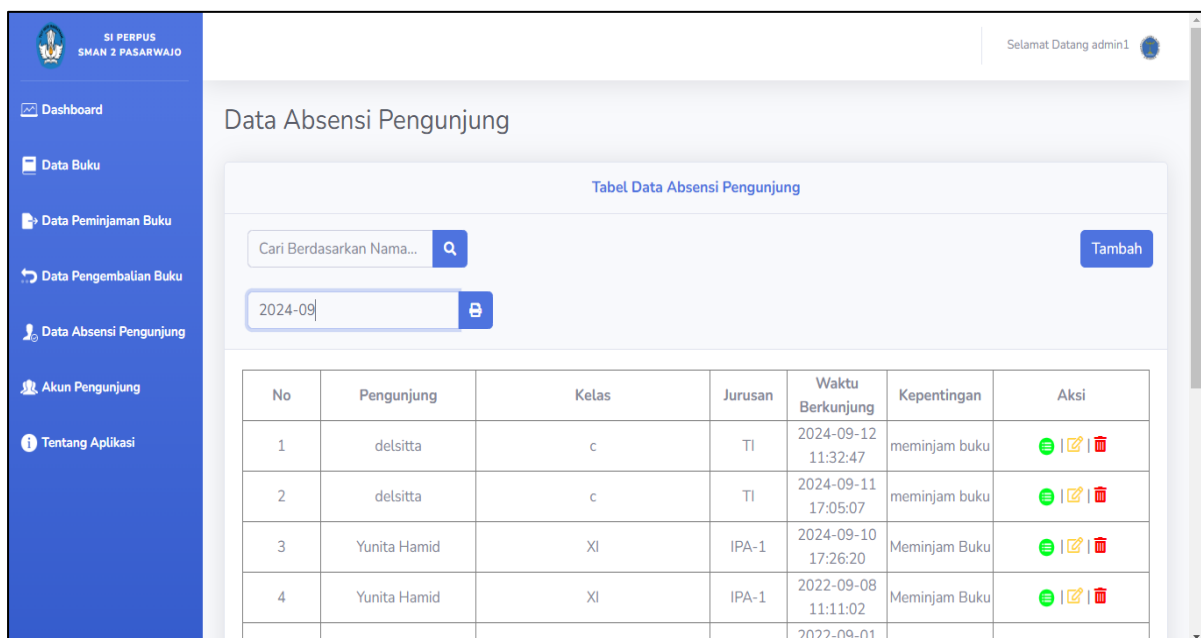 SI PERPUS
SMAN 2 PASARWAJO
Selamat Datang admin1
Dashboard
Data Buku
Data Peminjaman Buku
Data Pengembalian Buku
Data Absensi Pengunjung
Akun Pengunjung
Tentang Aplikasi
Data Absensi Pengunjung
Tabel Data Absensi Pengunjung
Cari Berdasarkan Nama...
Tambah
2024-09
No Pengunjung Kelas Jurusan Waktu Berkunjung Kepentingan Aksi
1 delsitta c TI 2024-09-12 11:32:47 meminjam buku | |
2 delsitta c TI 2024-09-11 17:05:07 meminjam buku | |
3 Yunita Hamid XI IPA-1 2024-09-10 17:26:20 Meminjam Buku | |
4 Yunita Hamid XI IPA-1 2022-09-08 11:11:02 Meminjam Buku | |
2022-09-01